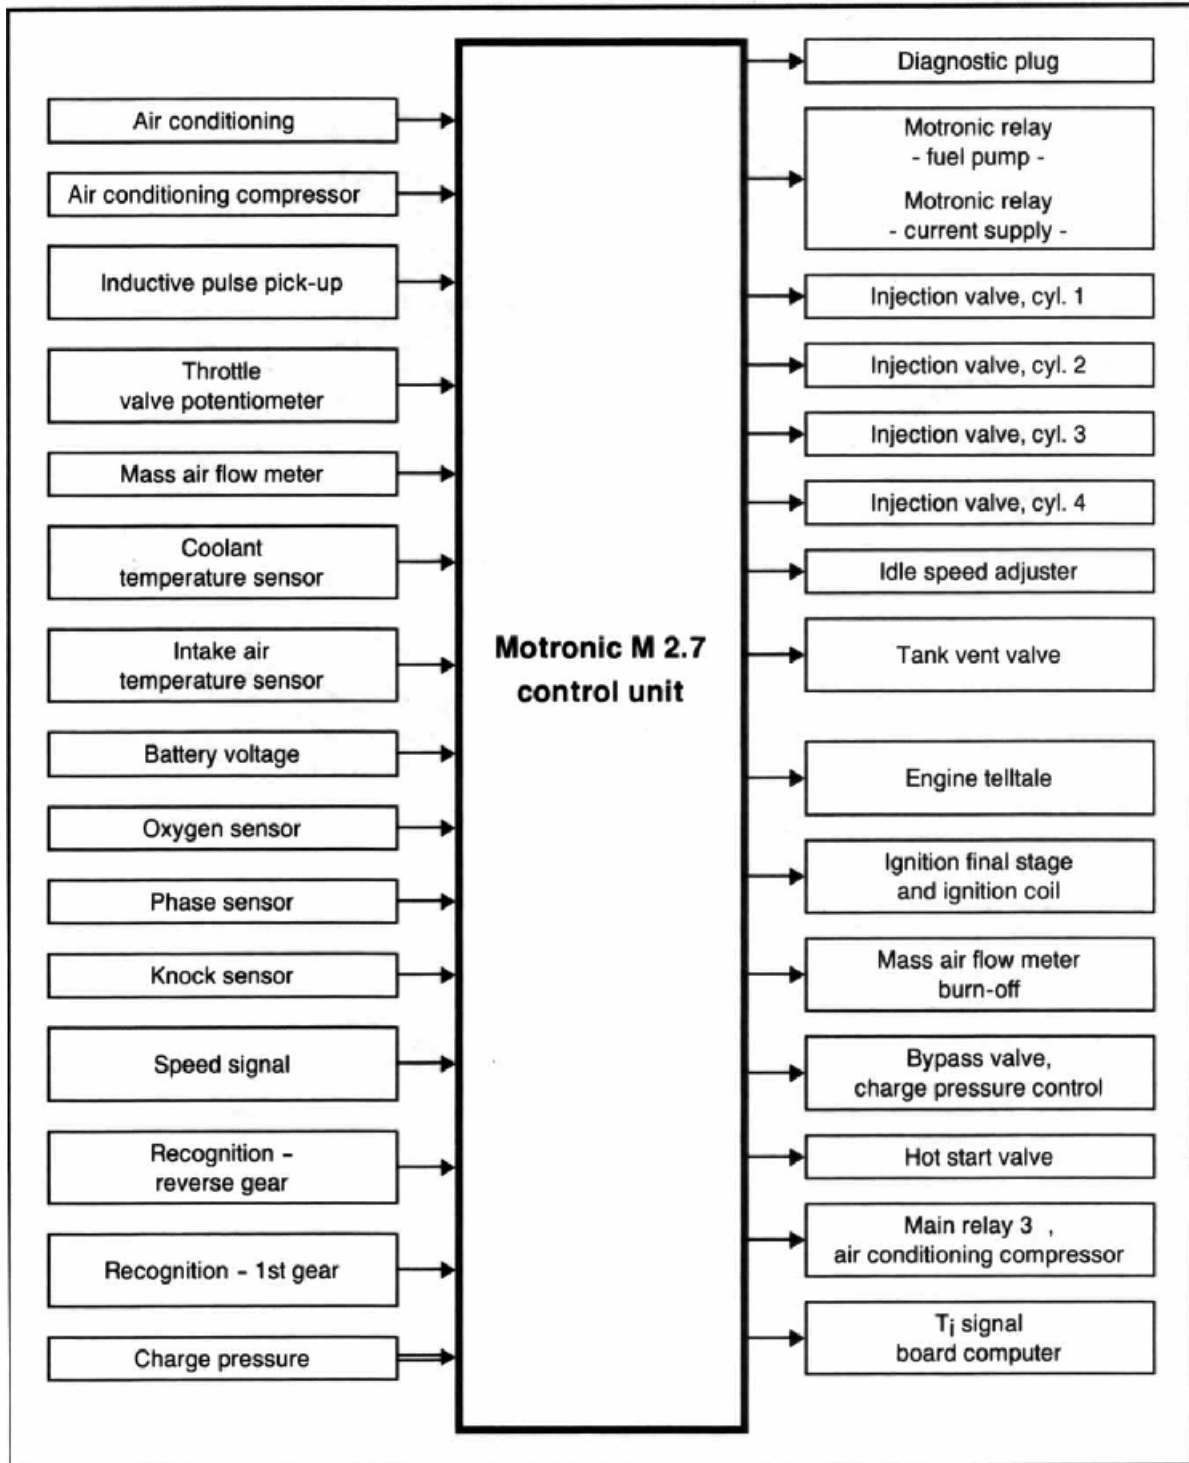 Air conditioning
Air conditioning compressor
Inductive pulse pick-up
Throttle
valve potentiometer
Mass air flow meter
Coolant
temperature sensor
Intake air
temperature sensor
Battery voltage
Oxygen sensor
Phase sensor
Knock sensor
Speed signal
Recognition –
reverse gear
Recognition – 1st gear
Charge pressure
Motronic M 2.7
control unit
Diagnostic plug
Motronic relay
- fuel pump -
Motronic relay
- current supply -
Injection valve, cyl. 1
Injection valve, cyl. 2
Injection valve, cyl. 3
Injection valve, cyl. 4
Idle speed adjuster
Tank vent valve
Engine telltale
Ignition final stage
and ignition coil
Mass air flow meter
burn-off
Bypass valve,
charge pressure control
Hot start valve
Main relay 3 ,
air conditioning compressor
Ti signal
board computer